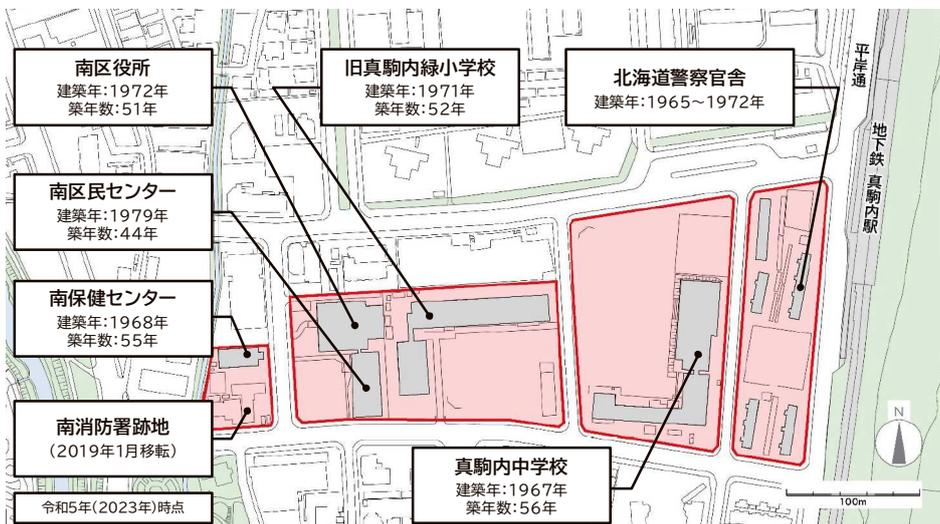 南区役所
建築年:1972年
築年数:51年
旧真駒内緑小学校
建築年:1971年
築年数:52年
北海道警察官舎
建築年:1965~1972年
平岸通
地下鉄 真駒内駅
南区民センター
建築年:1979年
築年数:44年
南保健センター
建築年:1968年
築年数:55年
南消防署跡地
(2019年1月移転)
真駒内中学校
建築年:1967年
築年数:56年
令和5年(2023年)時点
N
100m